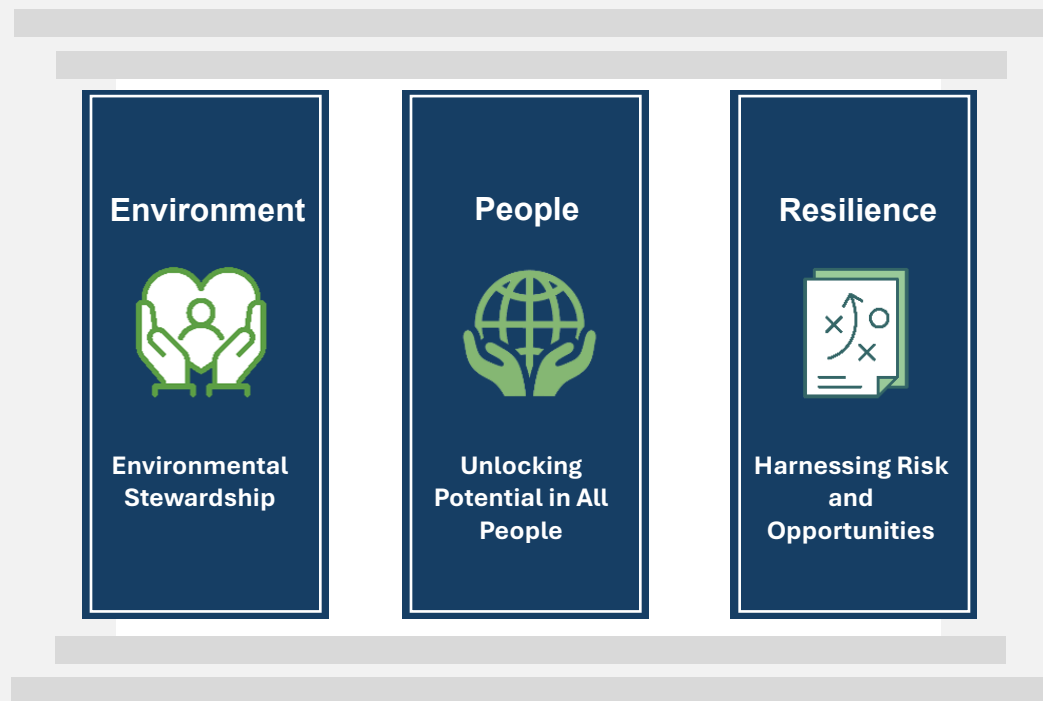 Environment
Environmental
Stewardship
People
Unlocking
Potential in All
People
Resilience
Harnessing Risk
and
Opportunities